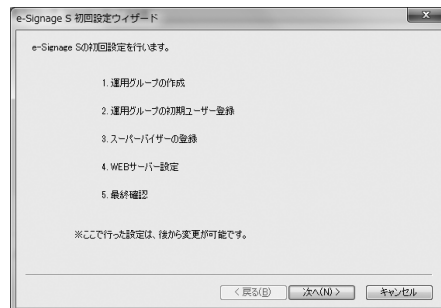 e-Signage S 初回設定ウィザード
e-Signage Sの初回設定を行います。
1. 運用グループの作成
2. 運用グループの初期ユーザー登録
3. スーパーバイザーの登録
4. WEBサーバー設定
5. 最終確認
※ここで行った設定は、後から変更が可能です。
< 戻る(B) 次へ(N) > キャンセル